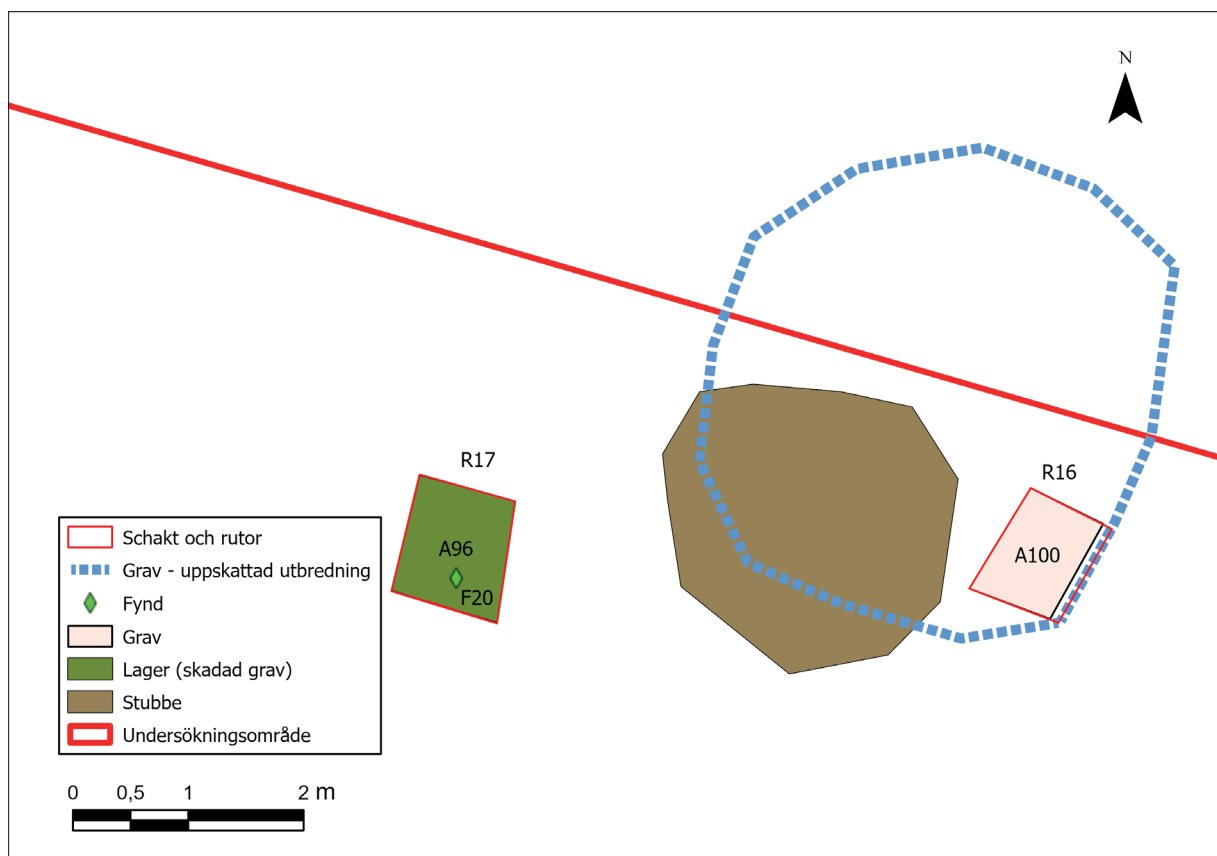 N
R17
R16
A96
A100
F20
Schakt och rutor
Grav - uppskattad utbredning
Fynd
Grav
Lager (skadad grav)
Stubbe
Undersökningsområde
0 0,5 1 2 m